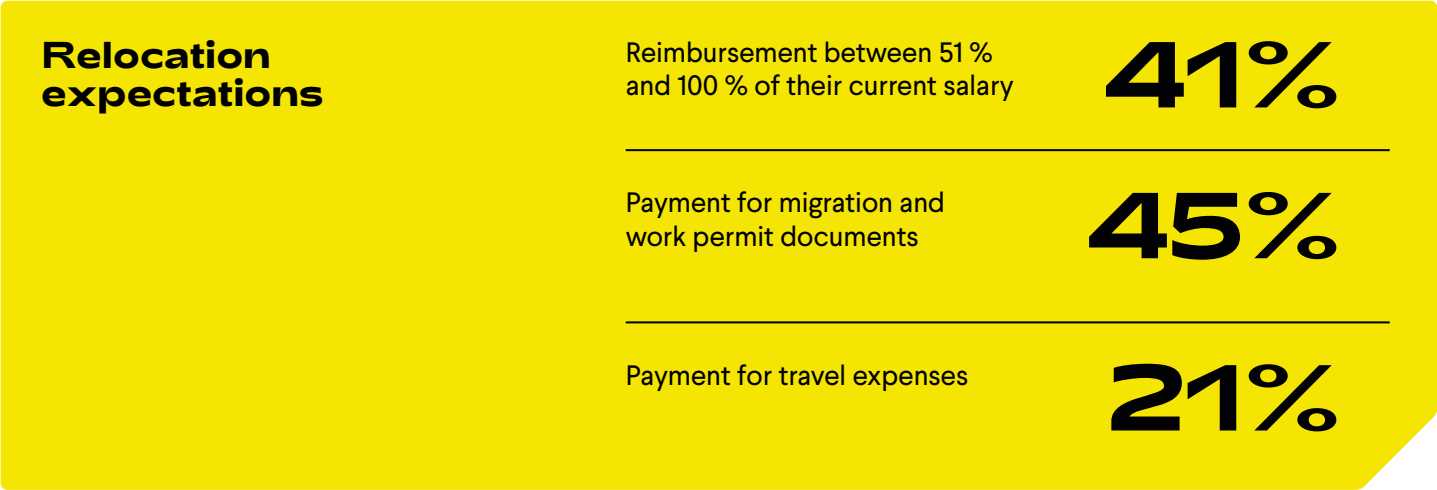 Relocation
expectations
Reimbursement between 51 %
and 100 % of their current salary
41%
Payment for migration and
work permit documents
45%
Payment for travel expenses
21%